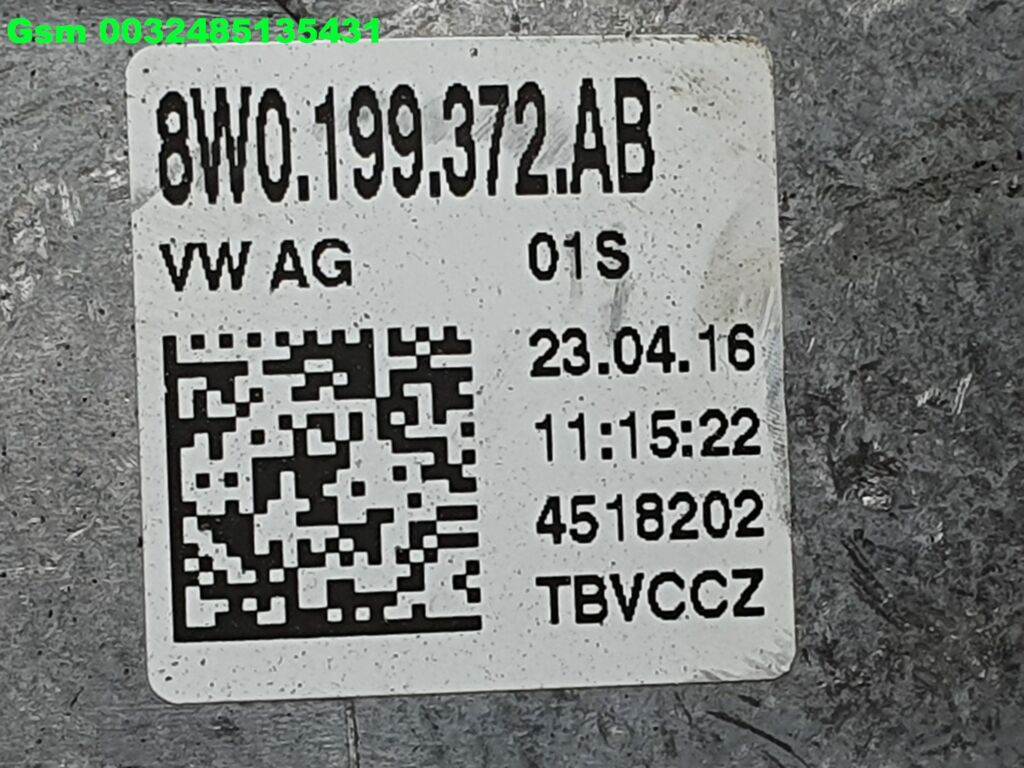 Gsm 0032485135431
8W0.199.372.AB
VW AG 01S
23.04.16
11:15:22
4518202
TBVCCZ